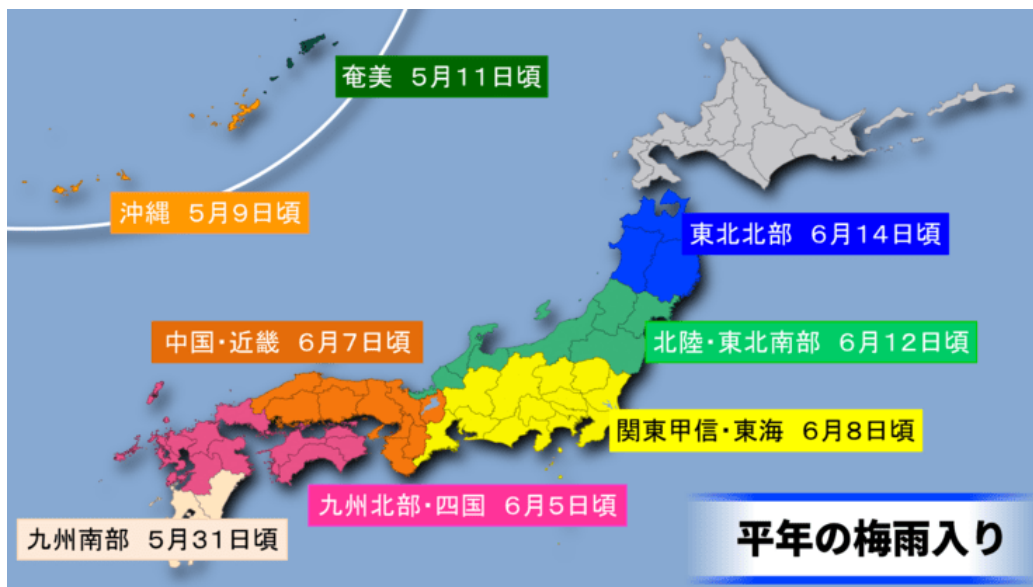 奄美 5月11日頃
沖縄 5月9日頃
東北北部 6月14日頃
中国・近畿 6月7日頃
北陸・東北南部 6月12日頃
関東甲信・東海 6月8日頃
九州北部・四国 6月5日頃
九州南部 5月31日頃
平年の梅雨入り